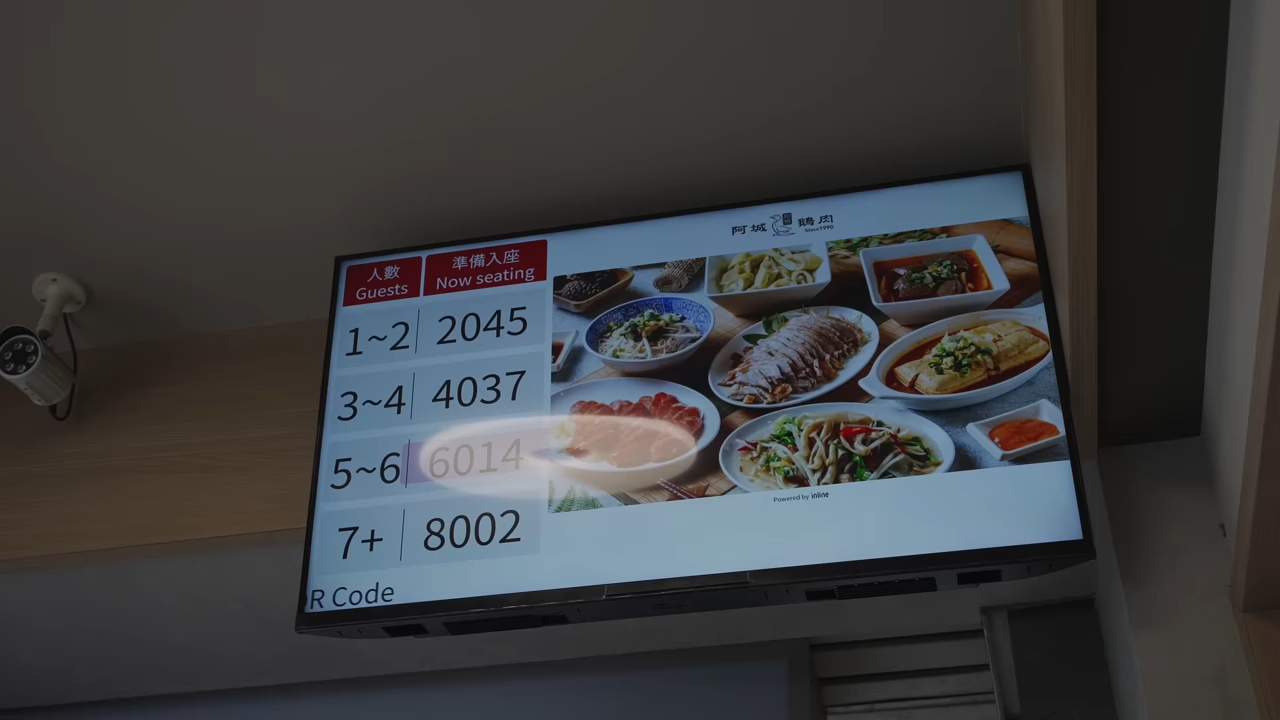 阿城鵝肉
Since1990
人數 準備入座
Guests Now seating
1~2 2045
3~4 4037
5~6 6014
7+ 8002
Powered by inline
R Code